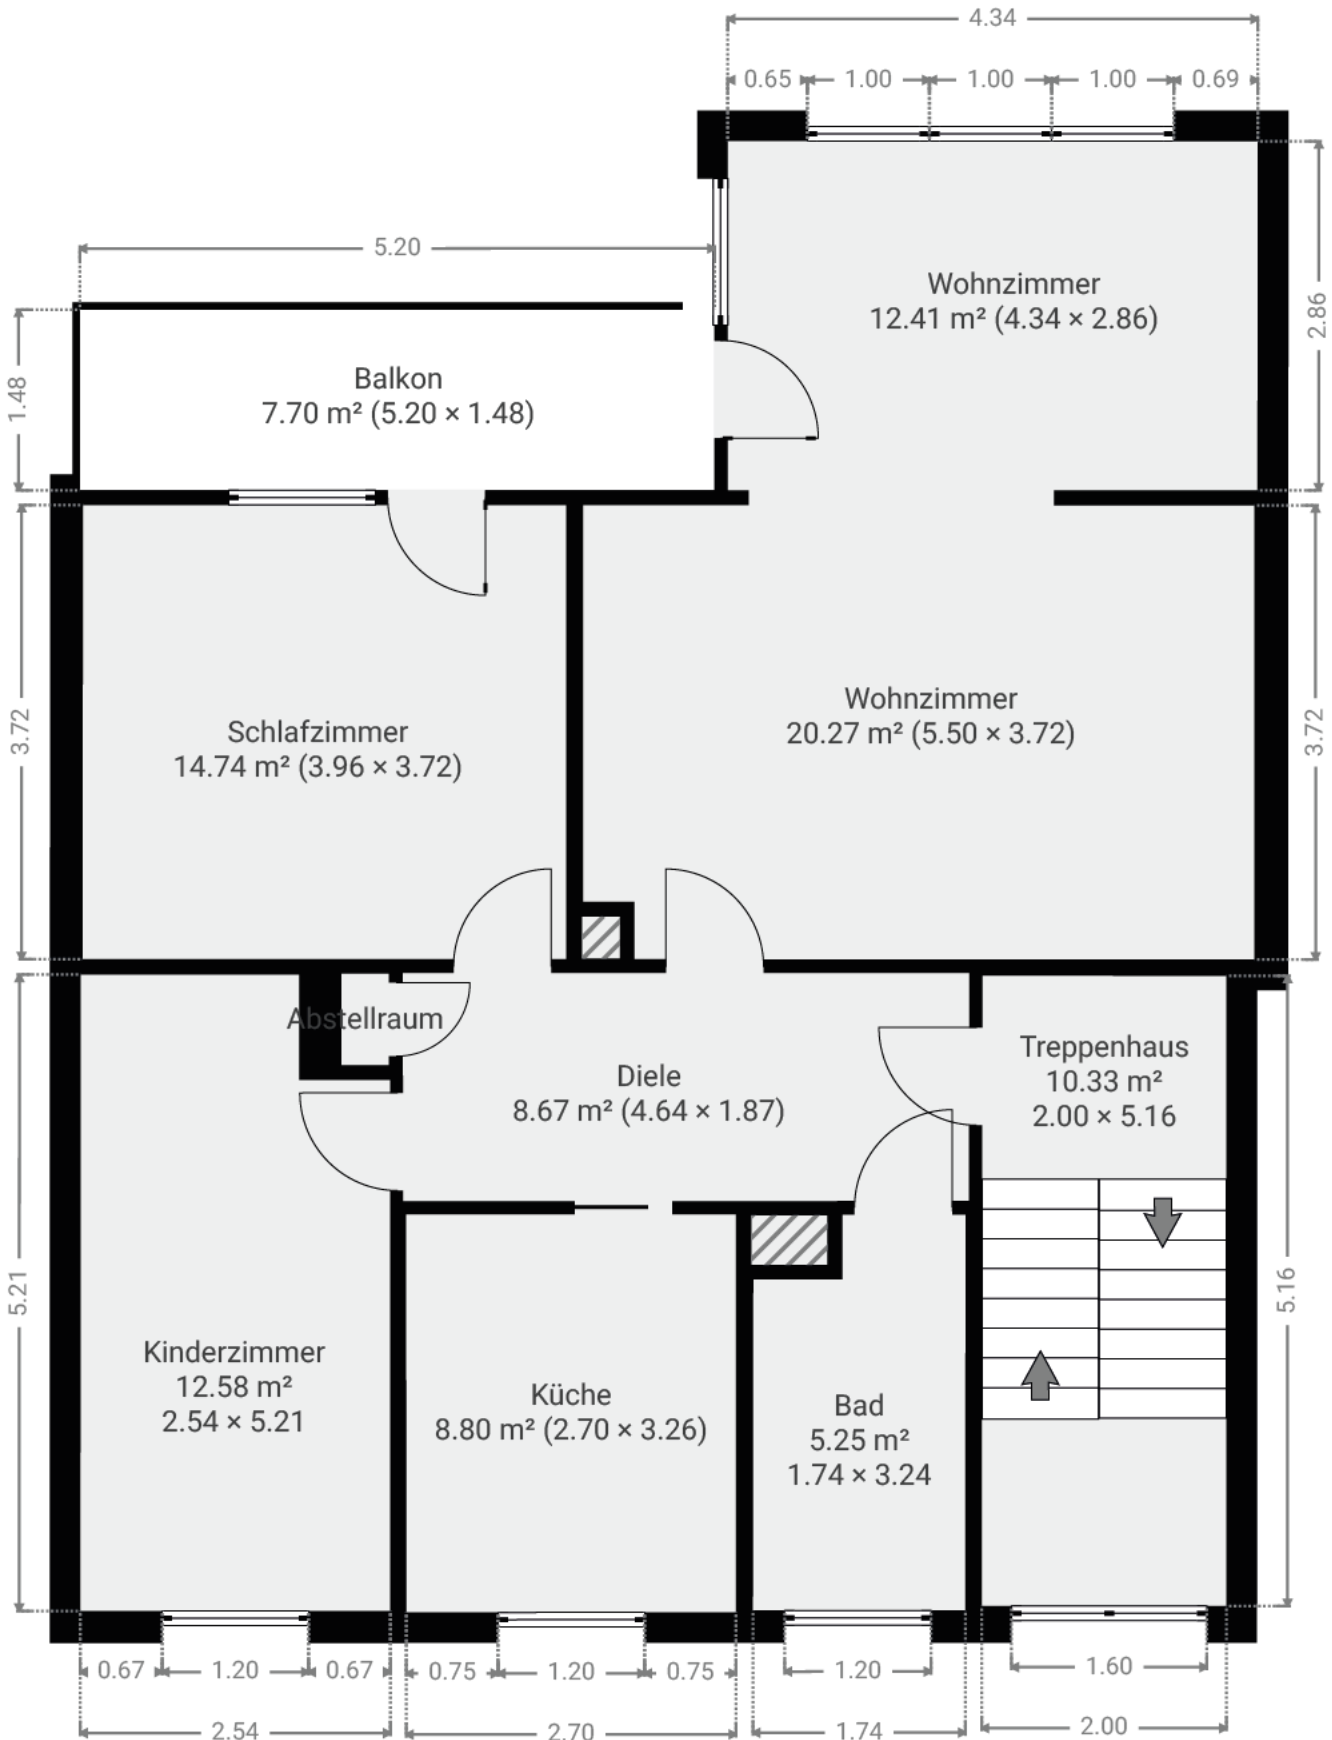 4.34
0.65
1.00
1.00
1.00
0.69
5.20
Wohnzimmer
12.41 m² (4.34 × 2.86)
2.86
1.48
Balkon
7.70 m² (5.20 × 1.48)
3.72
Schlafzimmer
14.74 m² (3.96 × 3.72)
Wohnzimmer
20.27 m² (5.50 × 3.72)
3.72
Abstellraum
Diele
8.67 m² (4.64 × 1.87)
Treppenhaus
10.33 m²
2.00 × 5.16
5.21
Kinderzimmer
12.58 m²
2.54 × 5.21
Küche
8.80 m² (2.70 × 3.26)
Bad
5.25 m²
1.74 × 3.24
5.16
0.67
1.20
0.67
0.75
1.20
0.75
1.20
1.60
2.54
2.70
1.74
2.00